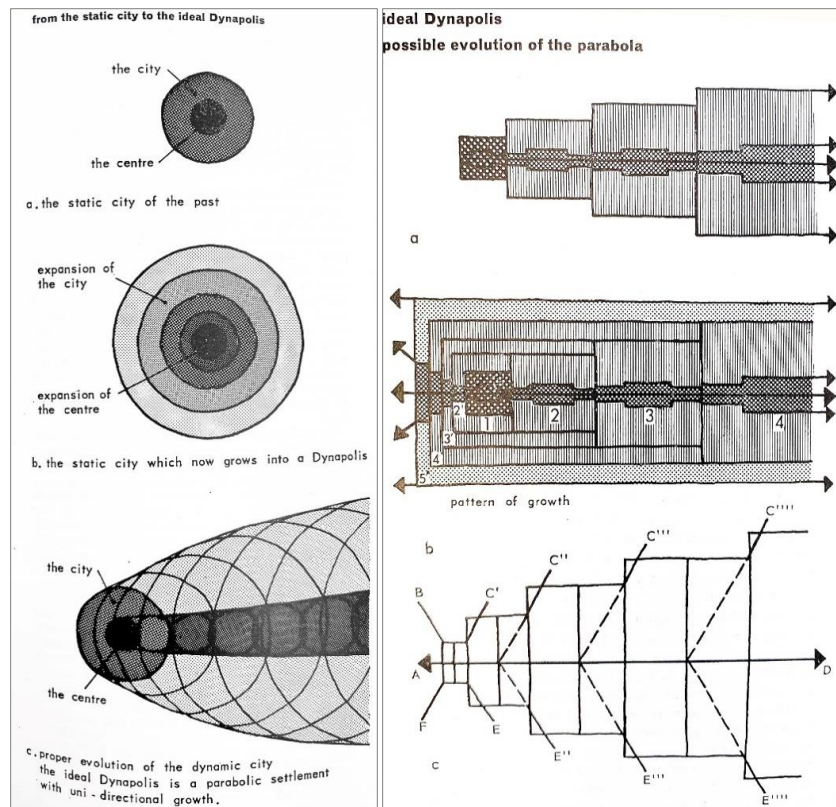 from the static city to the ideal Dynapolis
the city
the centre
a. the static city of the past
expansion of
the city
expansion of
the centre
b. the static city which now grows into a Dynapolis
the city
the centre
c. proper evolution of the dynamic city
the ideal Dynapolis is a parabolic settlement
with uni - directional growth.
ideal Dynapolis
possible evolution of the parabola
a
2'
1
2
3
4
3'
4
5'
pattern of growth
b
C''''
C'''
C''
C'
B
A
D
F
E
E''
E'''
E''''
c